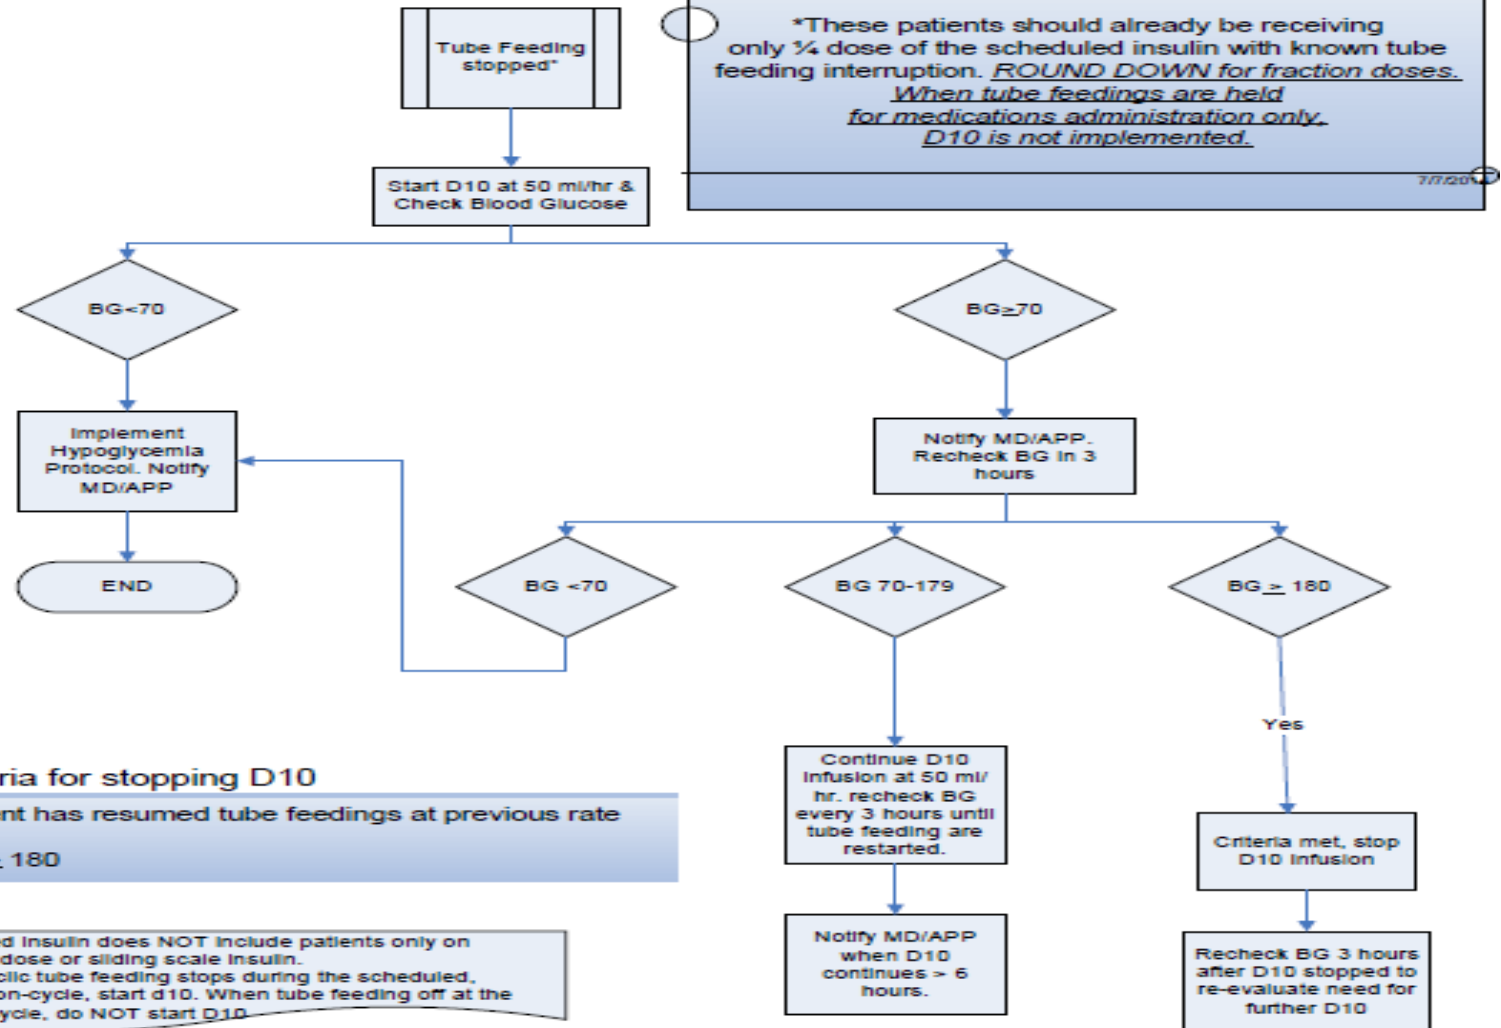 Tube Feeding
stopped*
*These patients should already be receiving
only ¼ dose of the scheduled insulin with known tube
feeding interruption. ROUND DOWN for fraction doses.
When tube feedings are held
for medications administration only,
D10 is not implemented.
Start D10 at 50 ml/hr &
Check Blood Glucose
BG<70
BG≥70
Implement
Hypoglycemia
Protocol. Notify
MD/APP
Notify MD/APP.
Recheck BG in 3
hours
END
BG <70
BG 70-179
BG ≥ 180
Yes
Continue D10
infusion at 50 ml/
hr. recheck BG
every 3 hours until
tube feeding are
restarted.
Criteria met, stop
D10 infusion
Notify MD/APP
when D10
continues > 6
hours.
Recheck BG 3 hours
after D10 stopped to
re-evaluate need for
further D10
ria for stopping D10
nt has resumed tube feedings at previous rate
≥ 180
d insulin does NOT include patients only on
dose or sliding scale insulin.
clic tube feeding stops during the scheduled,
on-cycle, start d10. When tube feeding off at the
ycle, do NOT start D10